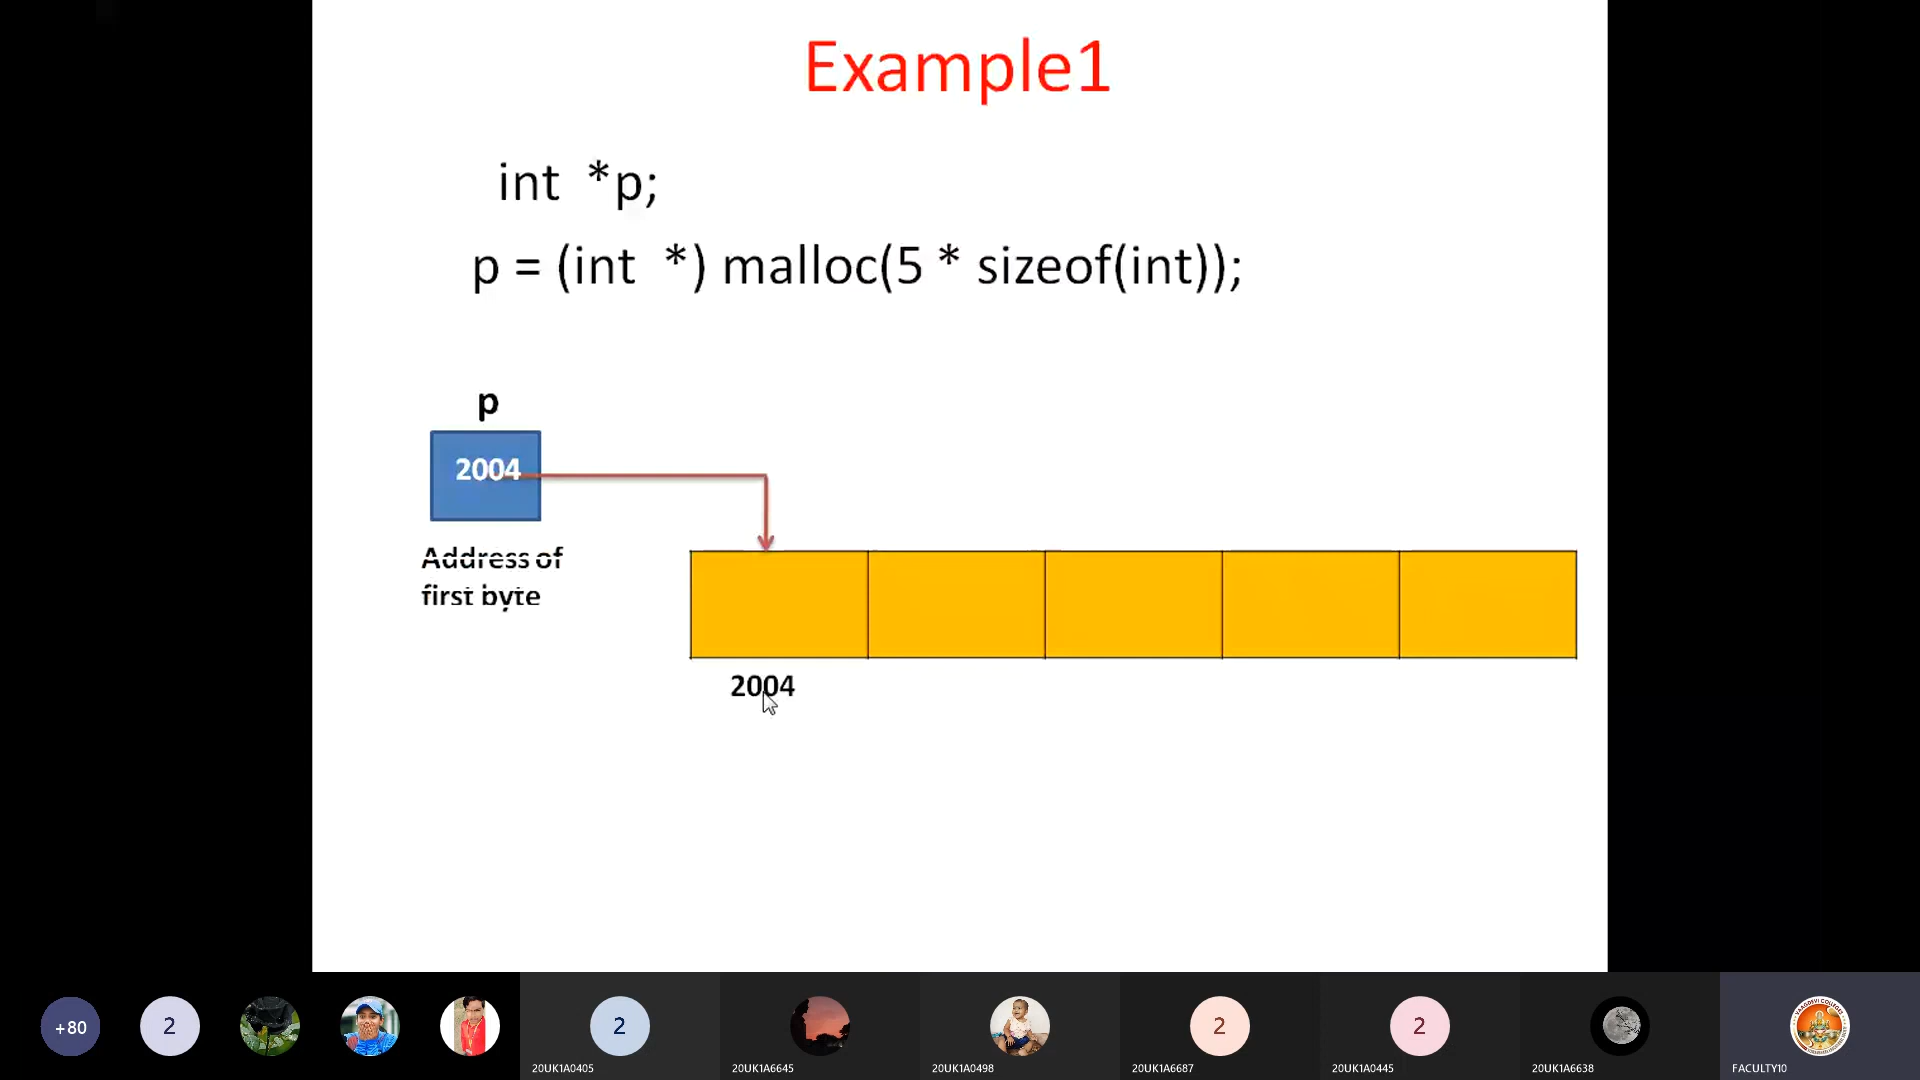 Example1
int *p;
p = (int *) malloc(5 * sizeof(int));
p
2004
Address of
first byte
2004
+80
2
2
2
2
20UK1A0405
20UK1A6645
20UK1A0498
20UK1A6687
20UK1A0445
20UK1A6638
FACULTY10